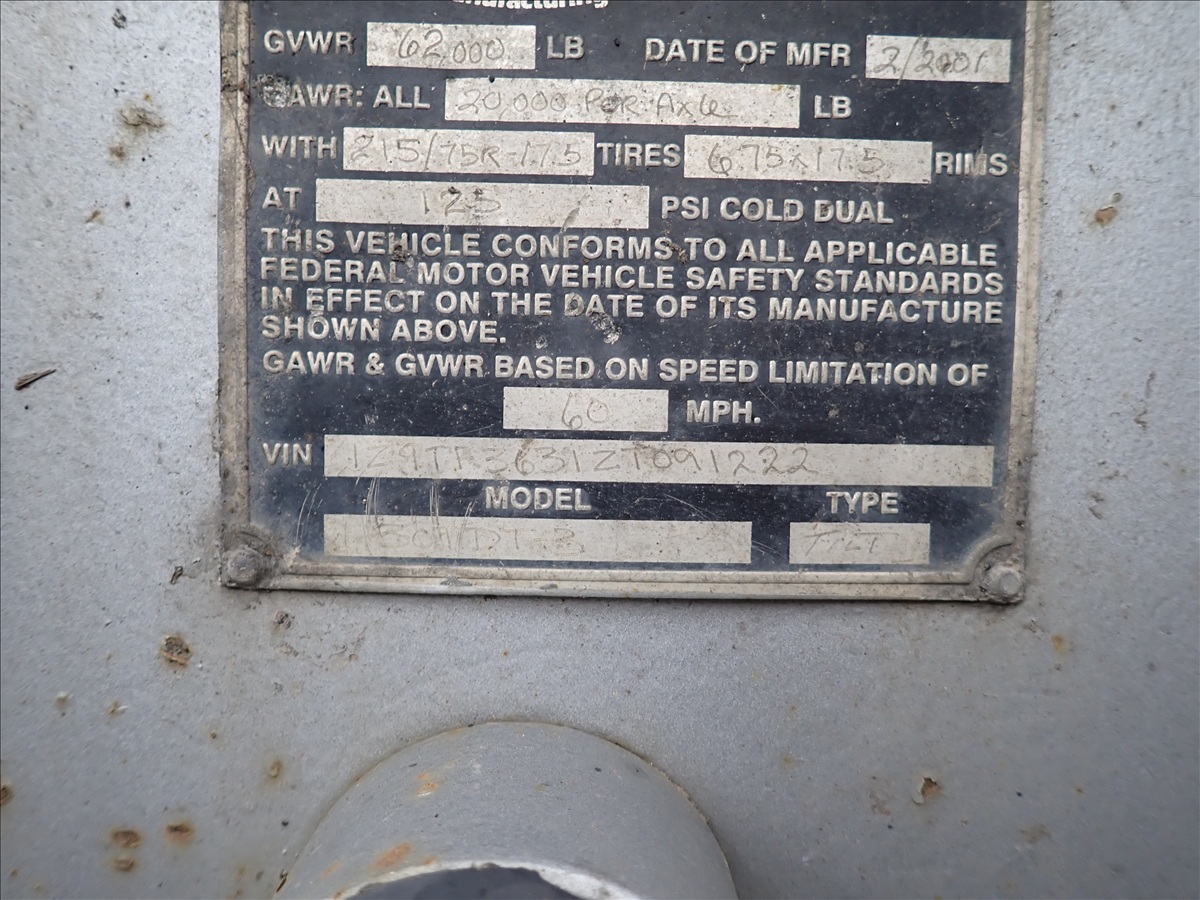 GVWR 62,000 LB DATE OF MFR 2/2001
GAWR: ALL 20,000 PER AXLE LB
WITH 215/75R-17.5 TIRES 6.75x17.5 RIMS
AT 125 PSI COLD DUAL
THIS VEHICLE CONFORMS TO ALL APPLICABLE
FEDERAL MOTOR VEHICLE SAFETY STANDARDS
IN EFFECT ON THE DATE OF ITS MANUFACTURE
SHOWN ABOVE.
GAWR & GVWR BASED ON SPEED LIMITATION OF
60 MPH.
VIN
MODEL TYPE
TILT